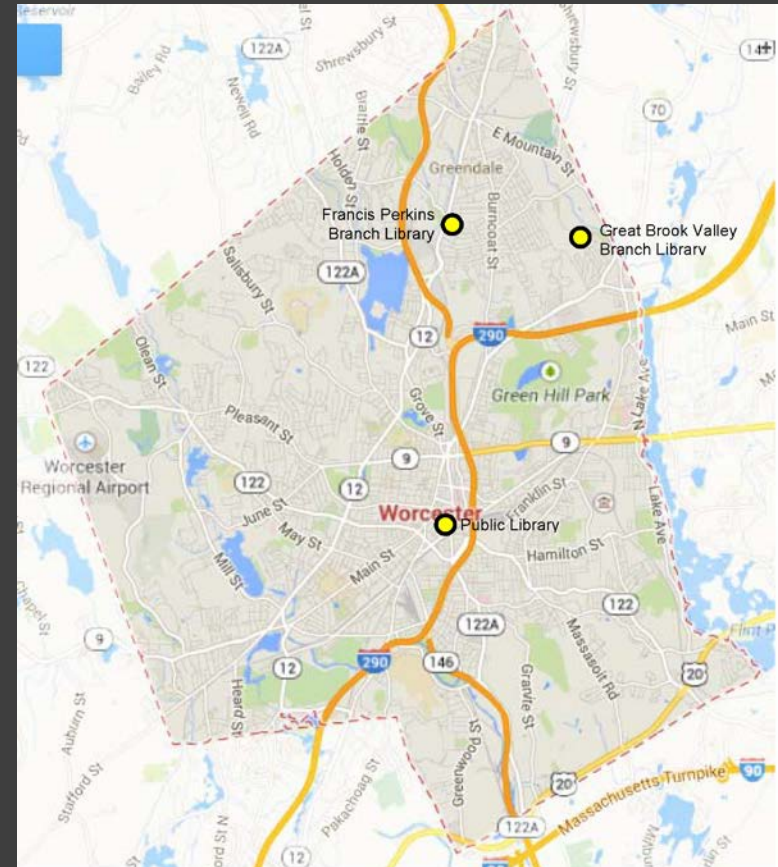 Reservoir
122A
Shrewsbury St
Shrewsbury St
Bailey Rd
Newell Rd
Brattle St
Holden St
70
E Mountain St
Greendale
Burncoat St
Francis Perkins
Branch Library
Great Brook Valley
Branch Library
Salisbury St
122A
12
290
Main St
Olean St
122
Green Hill Park
Grove St
N Lake Ave
Pleasant St
9
9
Worcester
Regional Airport
122
12
June St
May St
Worcester
Public Library
Franklin St
Lake Ave
Hamilton St
Main St
Mill St
Chapel St
9
122
122A
Massasoit Rd
Flint P
12
290
146
20
Heard St
Granite St
Auburn St
Greenwood St
Stafford St
Pakachoag St
20
Massachusetts Turnpike
90
122A
12